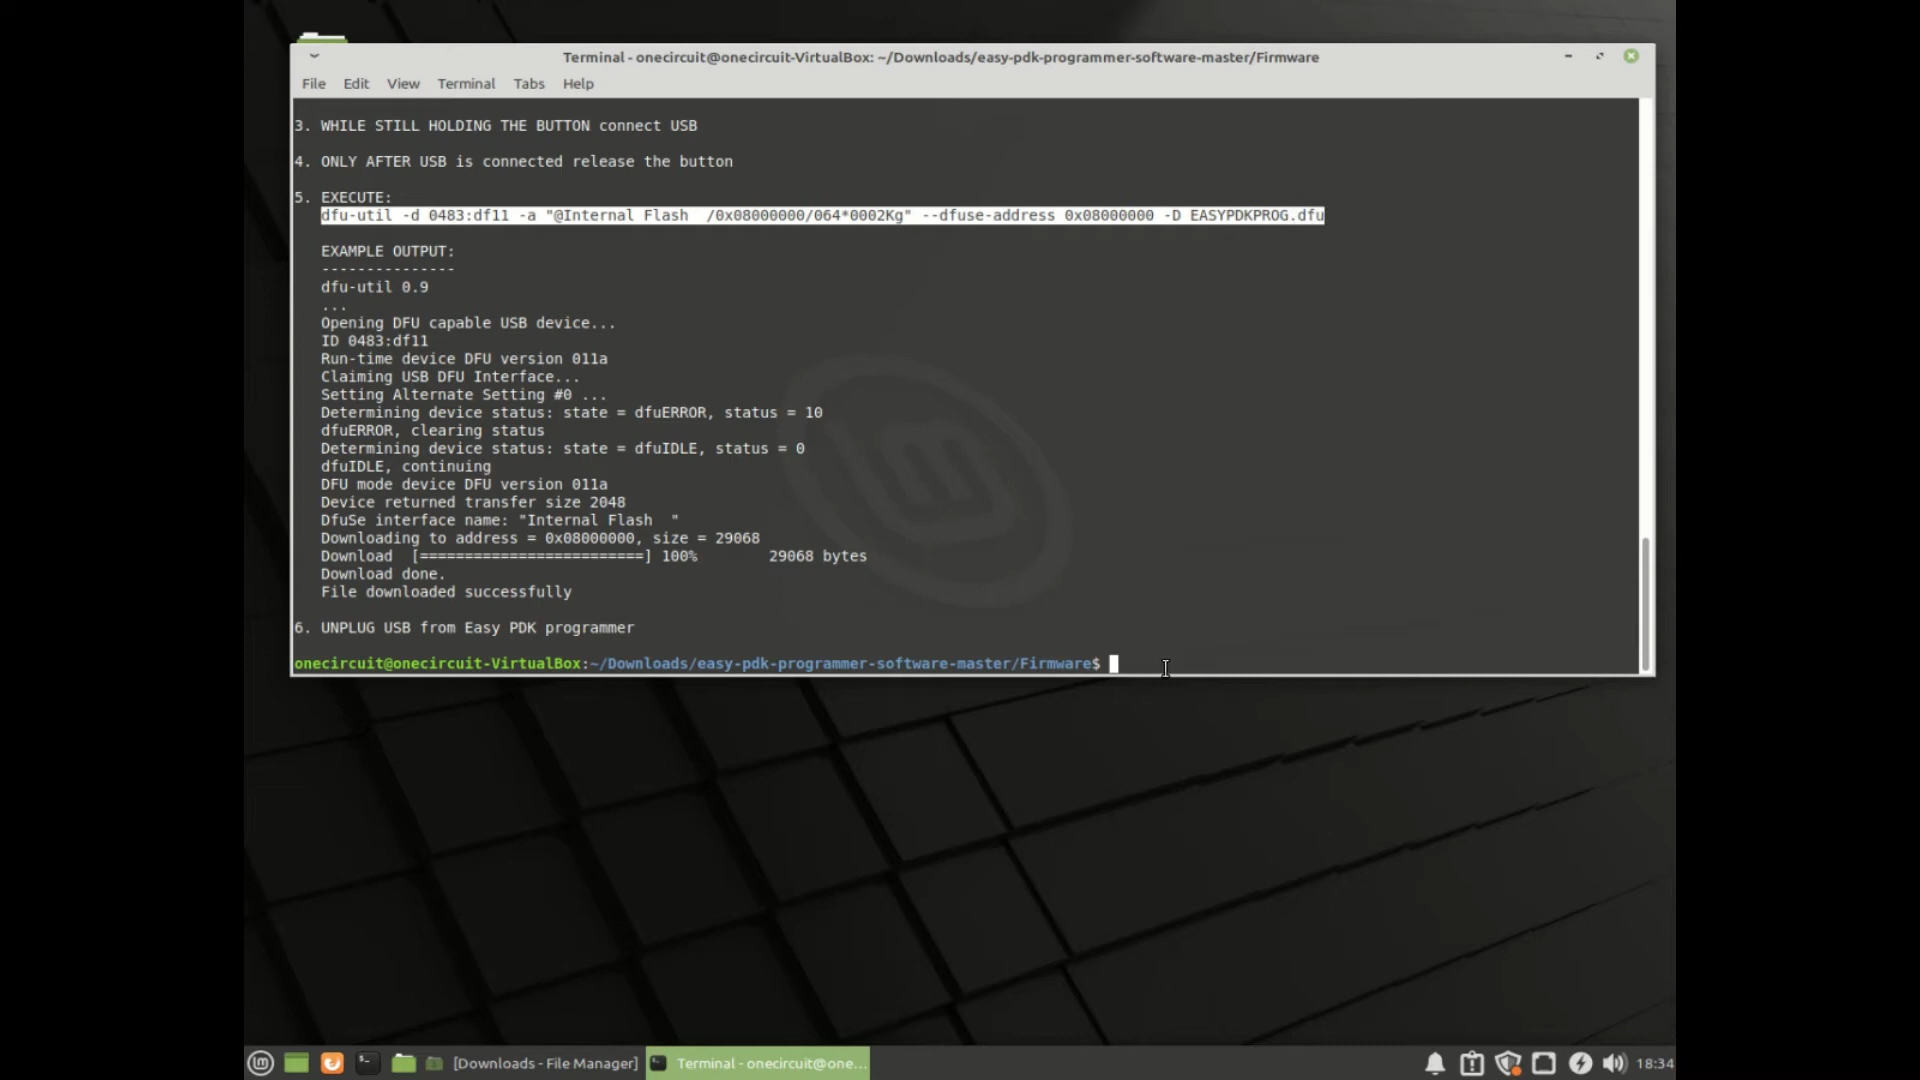 Terminal - onecircuit@onecircuit-VirtualBox: ~/Downloads/easy-pdk-programmer-software-master/Firmware
File Edit View Terminal Tabs Help
3. WHILE STILL HOLDING THE BUTTON connect USB
4. ONLY AFTER USB is connected release the button
5. EXECUTE:
dfu-util -d 0483:df11 -a "@Internal Flash  /0x08000000/064*0002Kg" --dfuse-address 0x08000000 -D EASYPDKPROG.dfu
EXAMPLE OUTPUT:
---------------
dfu-util 0.9
...
Opening DFU capable USB device...
ID 0483:df11
Run-time device DFU version 011a
Claiming USB DFU Interface...
Setting Alternate Setting #0 ...
Determining device status: state = dfuERROR, status = 10
dfuERROR, clearing status
Determining device status: state = dfuIDLE, status = 0
dfuIDLE, continuing
DFU mode device DFU version 011a
Device returned transfer size 2048
DfuSe interface name: "Internal Flash  "
Downloading to address = 0x08000000, size = 29068
Download  [=========================] 100%        29068 bytes
Download done.
File downloaded successfully
6. UNPLUG USB from Easy PDK programmer
onecircuit@onecircuit-VirtualBox:~/Downloads/easy-pdk-programmer-software-master/Firmware$
[Downloads - File Manager] Terminal - onecircuit@one... 18:34